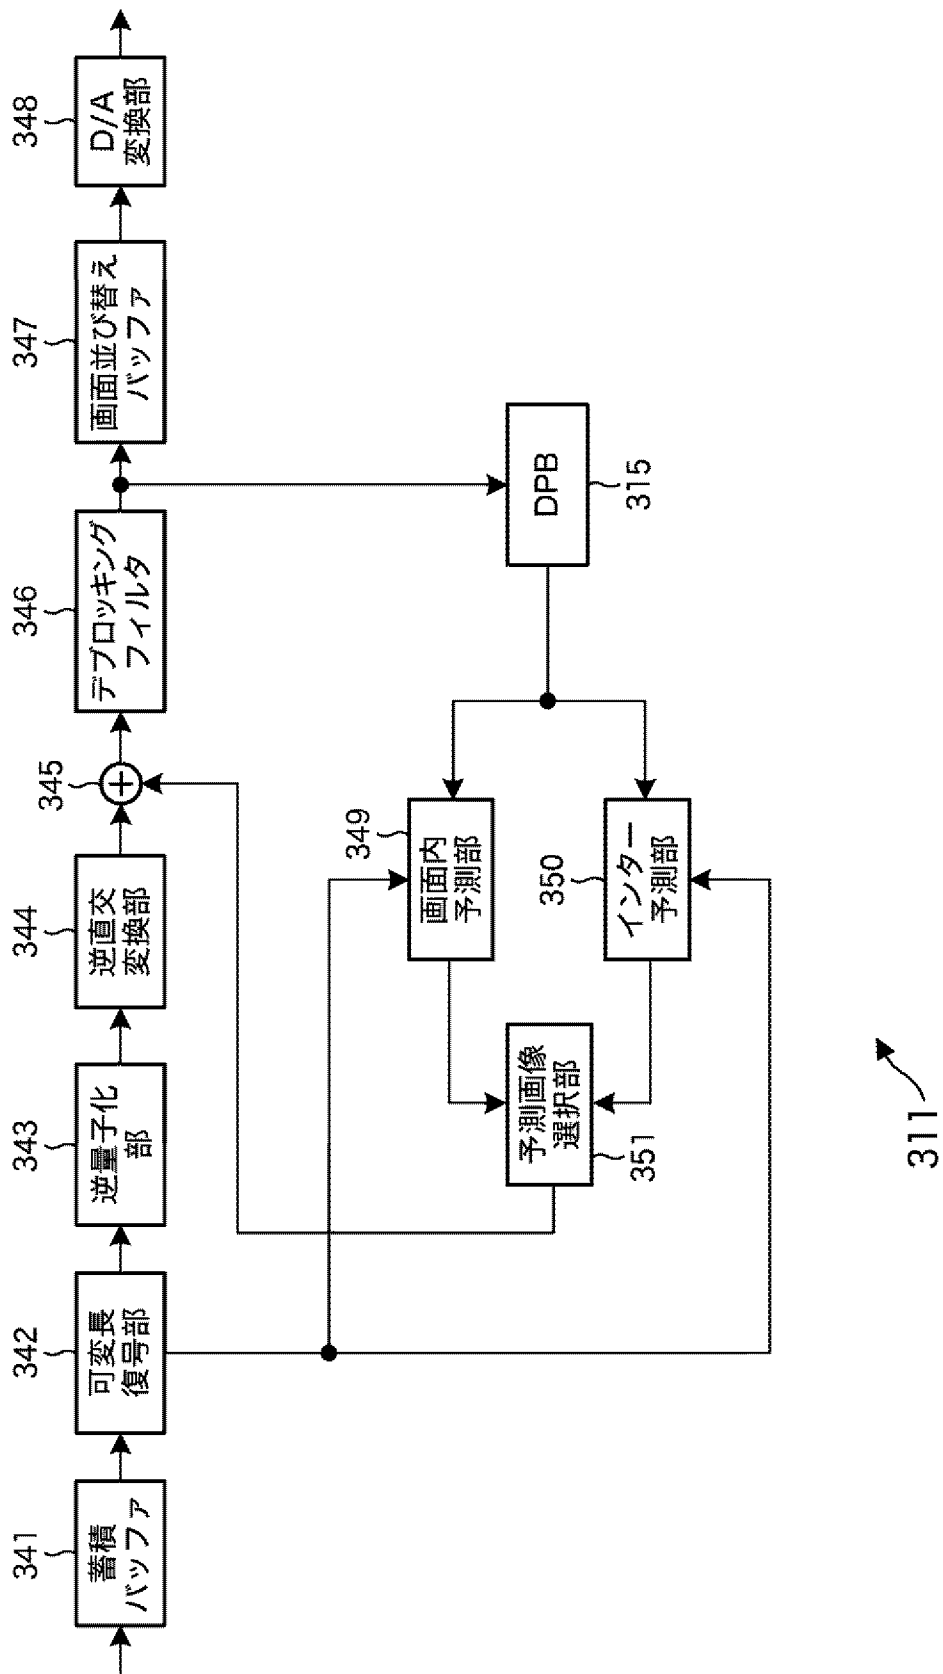 341
蓄積
バッファ
342
可変長
復号部
343
逆量子化
部
344
逆直交
変換部
345
+
346
デブロッキング
フィルタ
347
画面並び替え
バッファ
348
D/A
変換部
349
画面内
予測部
DPB
315
350
インター
予測部
予測画像
選択部
351
311